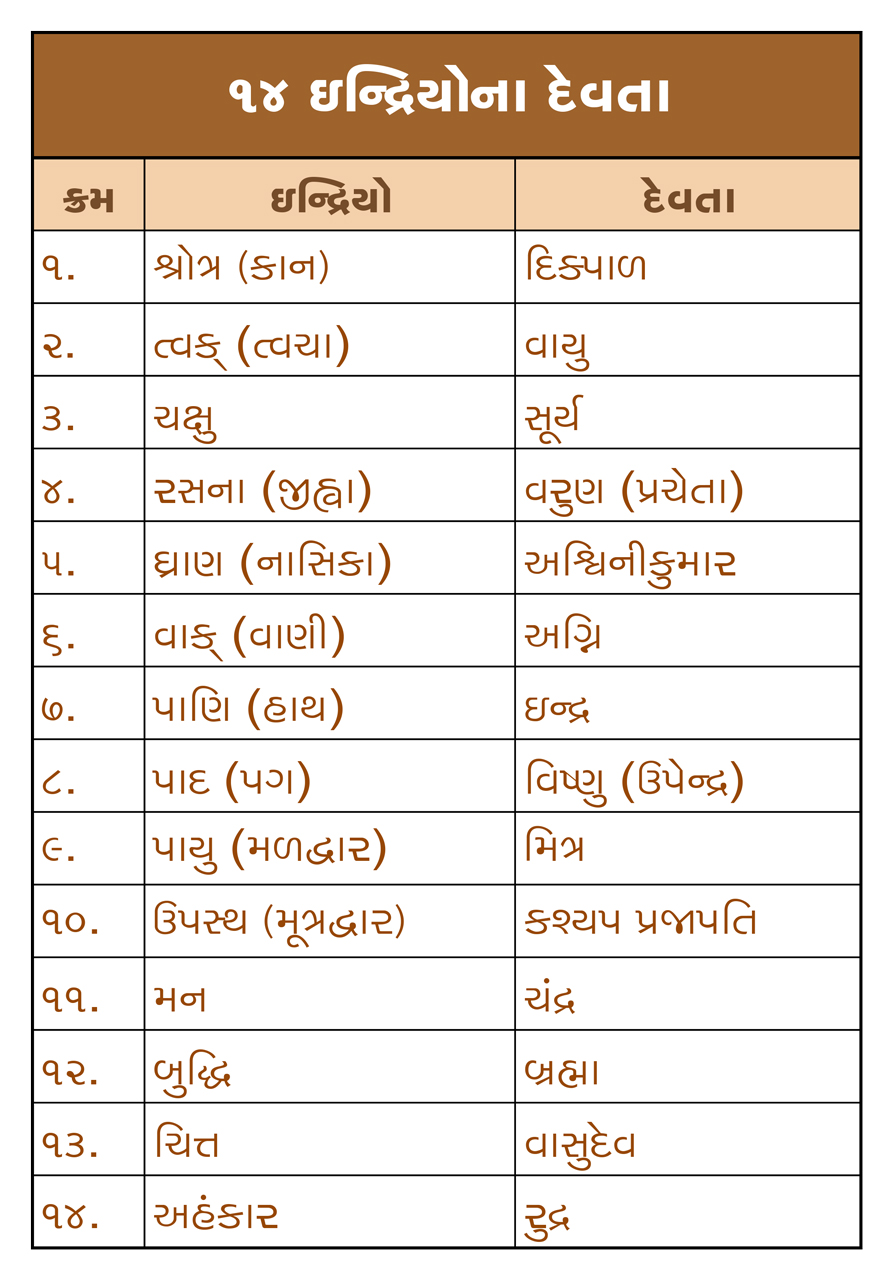 ૧૪ ઇન્દ્રિયોના દેવતા
ક્રમ ઇન્દ્રિયો દેવતા
૧. શ્રોત્ર (કાન) દિક્પાળ
૨. ત્વક્ (ત્વચા) વાયુ
૩. ચક્ષુ સૂર્ય
૪. રસના (જીહ્વા) વરુણ (પ્રચેતા)
૫. ઘ્રાણ (નાસિકા) અશ્વિનીકુમાર
૬. વાક્ (વાણી) અગ્નિ
૭. પાણિ (હાથ) ઇન્દ્ર
૮. પાદ (પગ) વિષ્ણુ (ઉપેન્દ્ર)
૯. પાયુ (મળદ્વાર) મિત્ર
૧૦. ઉપસ્થ (મૂત્રદ્વાર) કશ્યપ પ્રજાપતિ
૧૧. મન ચંદ્ર
૧૨. બુદ્ધિ બ્રહ્મા
૧૩. ચિત્ત વાસુદેવ
૧૪. અહંકાર રુદ્ર